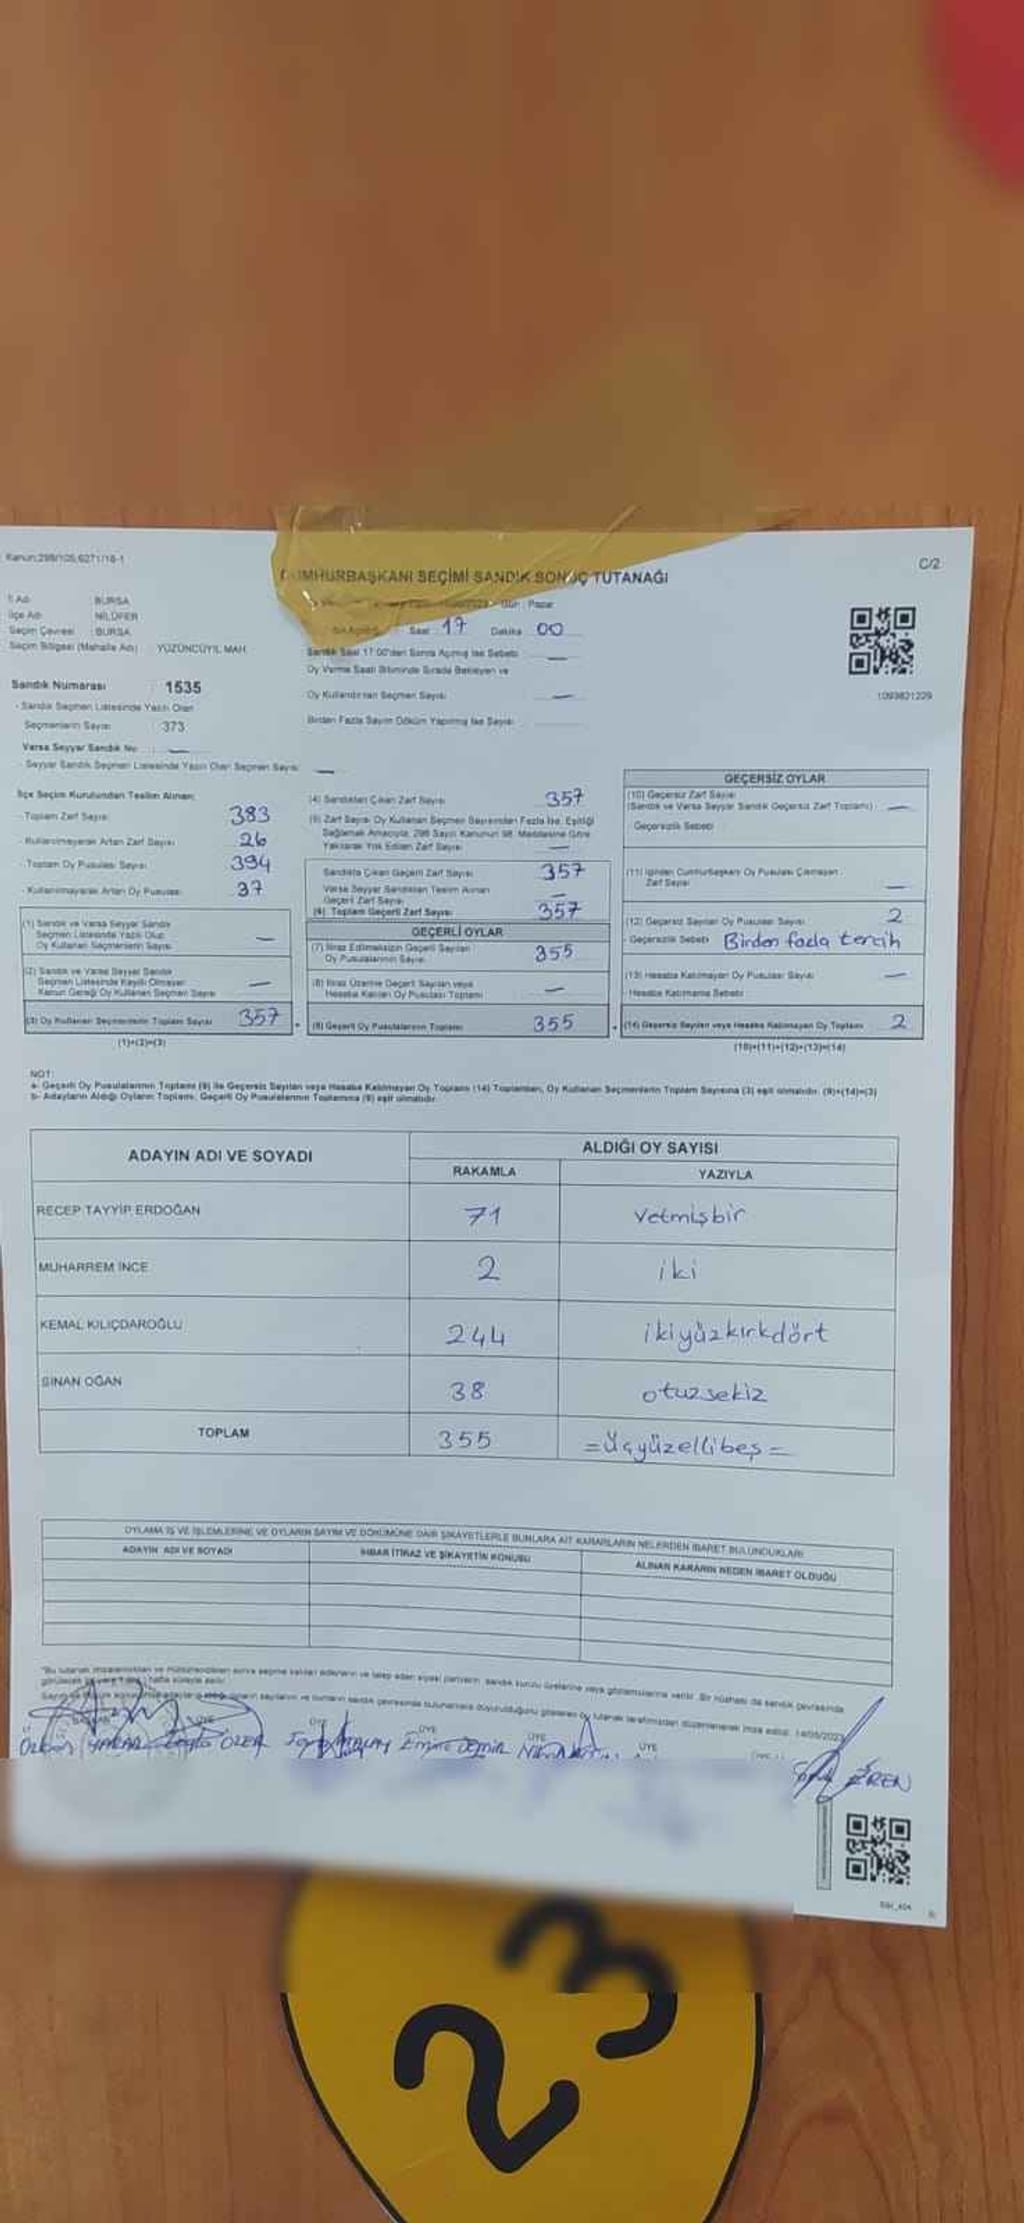 Kanun:298/105,6271/18-1
C/2
CUMHURBAŞKANI SEÇİMİ SANDIK SONUÇ TUTANAĞI
İl Adı : BURSA
İlçe Adı : NİLÜFER
Seçim Çevresi : BURSA
Seçim Bölgesi (Mahalle Adı) YÜZÜNCÜYIL MAH.
Gün : Pazar
Saat 17 Dakika 00
Sandık Saat 17:00'den Sonra Açılmış İse Sebebi
Oy Verme Saati Bitiminde Sırada Bekleyen ve
Oy Kullandırılan Seçmen Sayısı
Birden Fazla Sayım Döküm Yapılmış İse Sayısı
1093821229
Sandık Numarası 1535
- Sandık Seçmen Listesinde Yazılı Olan
Seçmenlerin Sayısı 373
Varsa Seyyar Sandık No
- Seyyar Sandık Seçmen Listesinde Yazılı Olan Seçmen Sayısı
İlçe Seçim Kurulundan Teslim Alınan:
- Toplam Zarf Sayısı 383
- Kullanılmayarak Artan Zarf Sayısı 26
- Toplam Oy Pusulası Sayısı 394
- Kullanılmayarak Artan Oy Pusulası 37
(1) Sandık ve Varsa Seyyar Sandık
Seçmen Listesinde Yazılı Olup
Oy Kullanan Seçmenlerin Sayısı
(2) Sandık ve Varsa Seyyar Sandık
Seçmen Listesinde Kayıtlı Olmayan
Kanun Gereği Oy Kullanan Seçmen Sayısı
(3) Oy Kullanan Seçmenlerin Toplam Sayısı 357
(1)+(2)=(3)
(4) Sandıktan Çıkan Zarf Sayısı 357
(5) Zarf Sayısı Oy Kullanan Seçmen Sayısından Fazla İse, Eşitliği
Sağlamak Amacıyla, 298 Sayılı Kanunun 98. Maddesine Göre
Yakılarak Yok Edilen Zarf Sayısı
Sandıkta Çıkan Geçerli Zarf Sayısı 357
Varsa Seyyar Sandıktan Teslim Alınan
Geçerli Zarf Sayısı
(6) Toplam Geçerli Zarf Sayısı 357
GEÇERLİ OYLAR
(7) İtiraz Edilmeksizin Geçerli Sayılan
Oy Pusulalarının Sayısı 355
(8) İtiraz Üzerine Geçerli Sayılan veya
Hesaba Katılan Oy Pusulası Toplamı
(9) Geçerli Oy Pusulalarının Toplamı 355
GEÇERSİZ OYLAR
(10) Geçersiz Zarf Sayısı
(Sandık ve Varsa Seyyar Sandık Geçersiz Zarf Toplamı)
Geçersizlik Sebebi
(11) İçinden Cumhurbaşkanı Oy Pusulası Çıkmayan
Zarf Sayısı
(12) Geçersiz Sayılan Oy Pusulası Sayısı 2
- Geçersizlik Sebebi Birden fazla tercih
(13) Hesaba Katılmayan Oy Pusulası Sayısı
- Hesaba Katılmama Sebebi
(14) Geçersiz Sayılan veya Hesaba Katılmayan Oy Toplamı 2
(10)+(11)+(12)+(13)=(14)
NOT:
a- Geçerli Oy Pusulalarının Toplamı (9) ile Geçersiz Sayılan veya Hesaba Katılmayan Oy Toplamı (14) Toplamları, Oy Kullanan Seçmenlerin Toplam Sayısına (3) eşit olmalıdır. (9)+(14)=(3)
b- Adayların Aldığı Oyların Toplamı, Geçerli Oy Pusulalarının Toplamına (9) eşit olmalıdır.
ADAYIN ADI VE SOYADI
ALDIĞI OY SAYISI
RAKAMLA YAZIYLA
RECEP TAYYİP ERDOĞAN 71 Yetmişbir
MUHARREM İNCE 2 iki
KEMAL KILIÇDAROĞLU 244 ikiyüzkırkdört
SİNAN OĞAN 38 otuzsekiz
TOPLAM 355 =Üçyüzellibeş=
OYLAMA İŞ VE İŞLEMLERİNE VE OYLARIN SAYIM VE DÖKÜMÜNE DAİR ŞİKAYETLERLE BUNLARA AİT KARARLARIN NELERDEN İBARET BULUNDUKLARI
ADAYIN ADI VE SOYADI
İHBAR İTİRAZ VE ŞİKAYETİN KONUSU
ALINAN KARARIN NEDEN İBARET OLDUĞU
14/05/2023
ÜYE ÜYE ÜYE ÜYE ÜYE
ÖZER Emine Demir
EREN
23